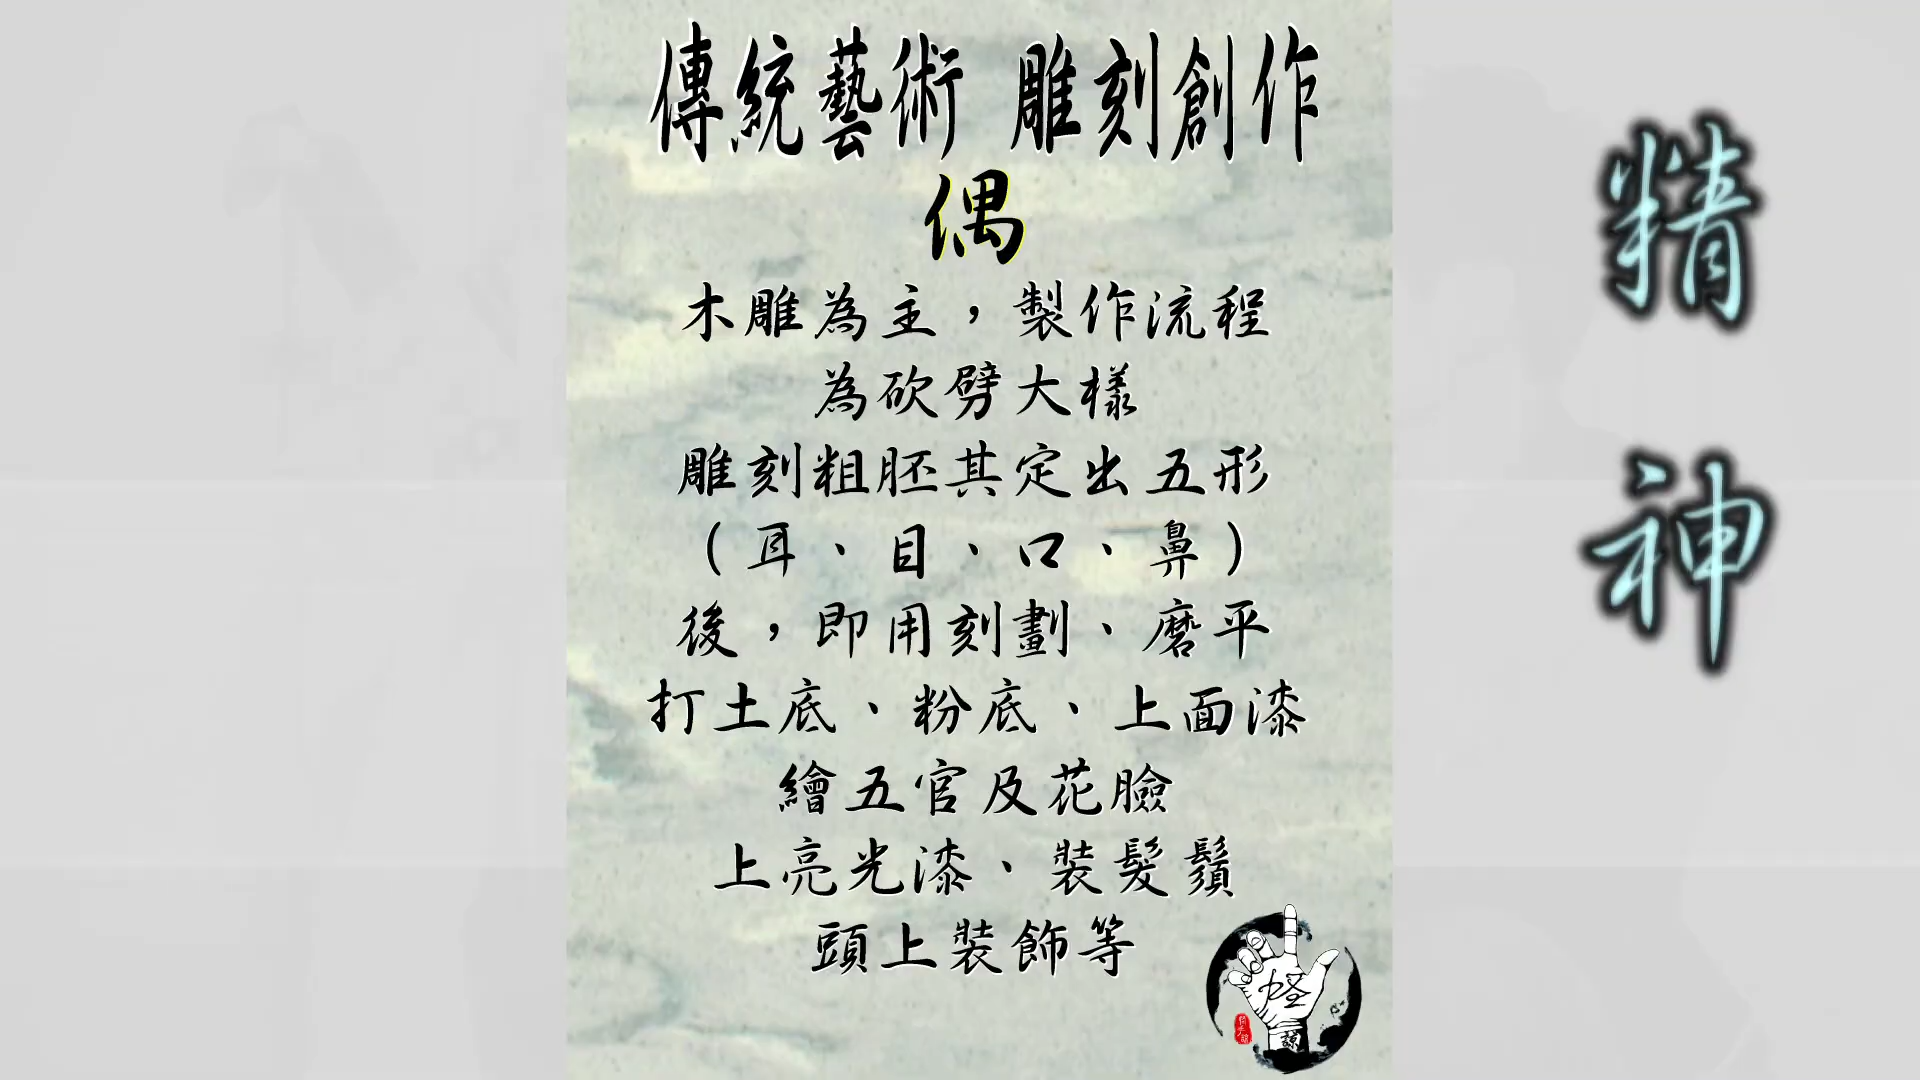 傳統藝術 雕刻創作
偶
木雕為主，製作流程
為砍劈大樣
雕刻粗胚其定出五形
（耳、目、口、鼻）
後，即用刻劃、磨平
打土底、粉底、上面漆
繪五官及花臉
上亮光漆、裝髮鬚
頭上裝飾等
精神
怪